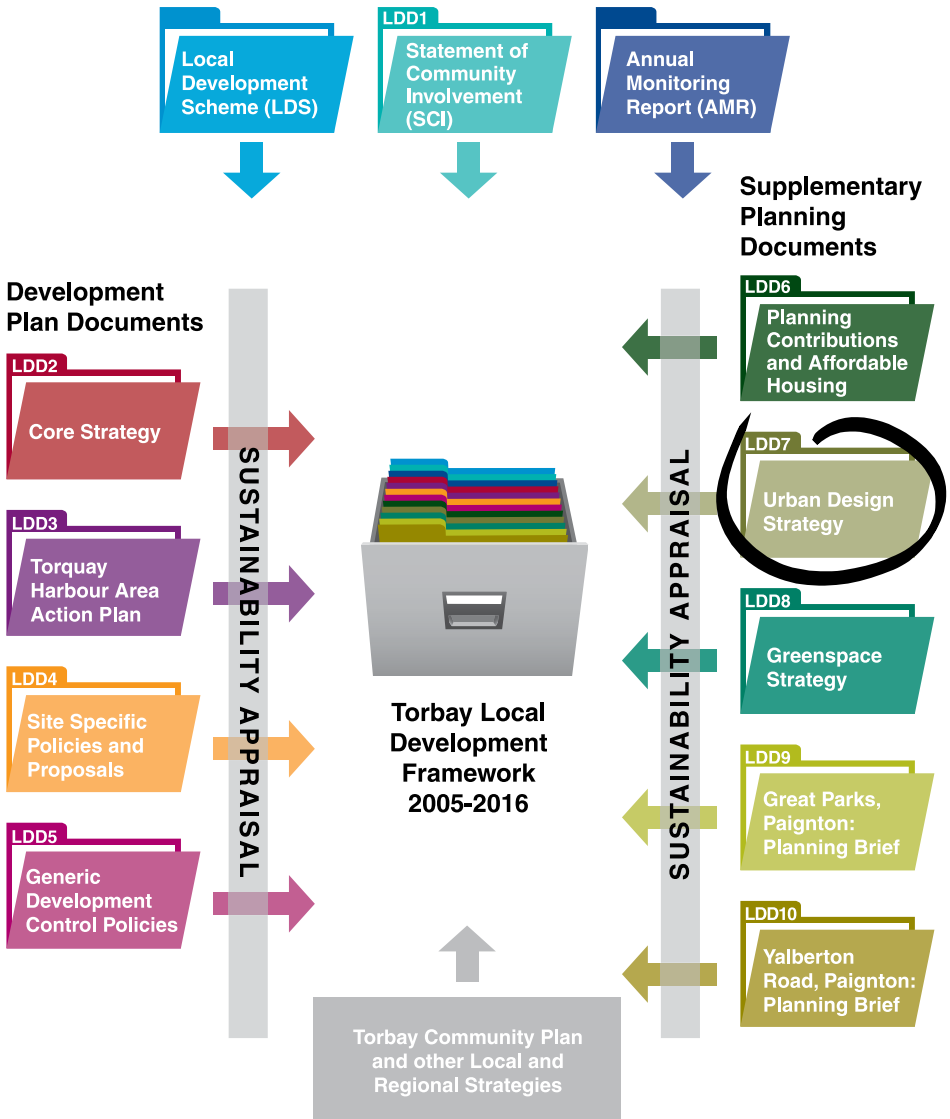 Local
Development
Scheme (LDS)
LDD1
Statement of
Community
Involvement
(SCI)
Annual
Monitoring
Report (AMR)
Development
Plan Documents
LDD2
Core Strategy
LDD3
Torquay
Harbour Area
Action Plan
LDD4
Site Specific
Policies and
Proposals
LDD5
Generic
Development
Control Policies
SUSTAINABILITY APPRAISAL
Torbay Local
Development
Framework
2005-2016
Torbay Community Plan
and other Local and
Regional Strategies
SUSTAINABILITY APPRAISAL
Supplementary
Planning
Documents
LDD6
Planning
Contributions
and Affordable
Housing
LDD7
Urban Design
Strategy
LDD8
Greenspace
Strategy
LDD9
Great Parks,
Paignton:
Planning Brief
LDD10
Yalberton
Road, Paignton:
Planning Brief